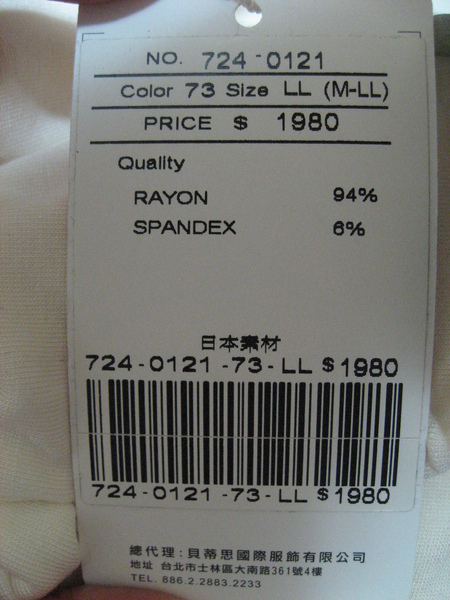 NO. 724-0121
Color 73 Size LL (M-LL)
PRICE $ 1980
Quality
RAYON 94%
SPANDEX 6%
日本素材
724-0121-73-LL $1980
724-0121-73-LL $1980
總代理:貝蒂思國際服飾有限公司
地址 台北市士林區大南路361號4樓
TEL. 886.2.2883.2233